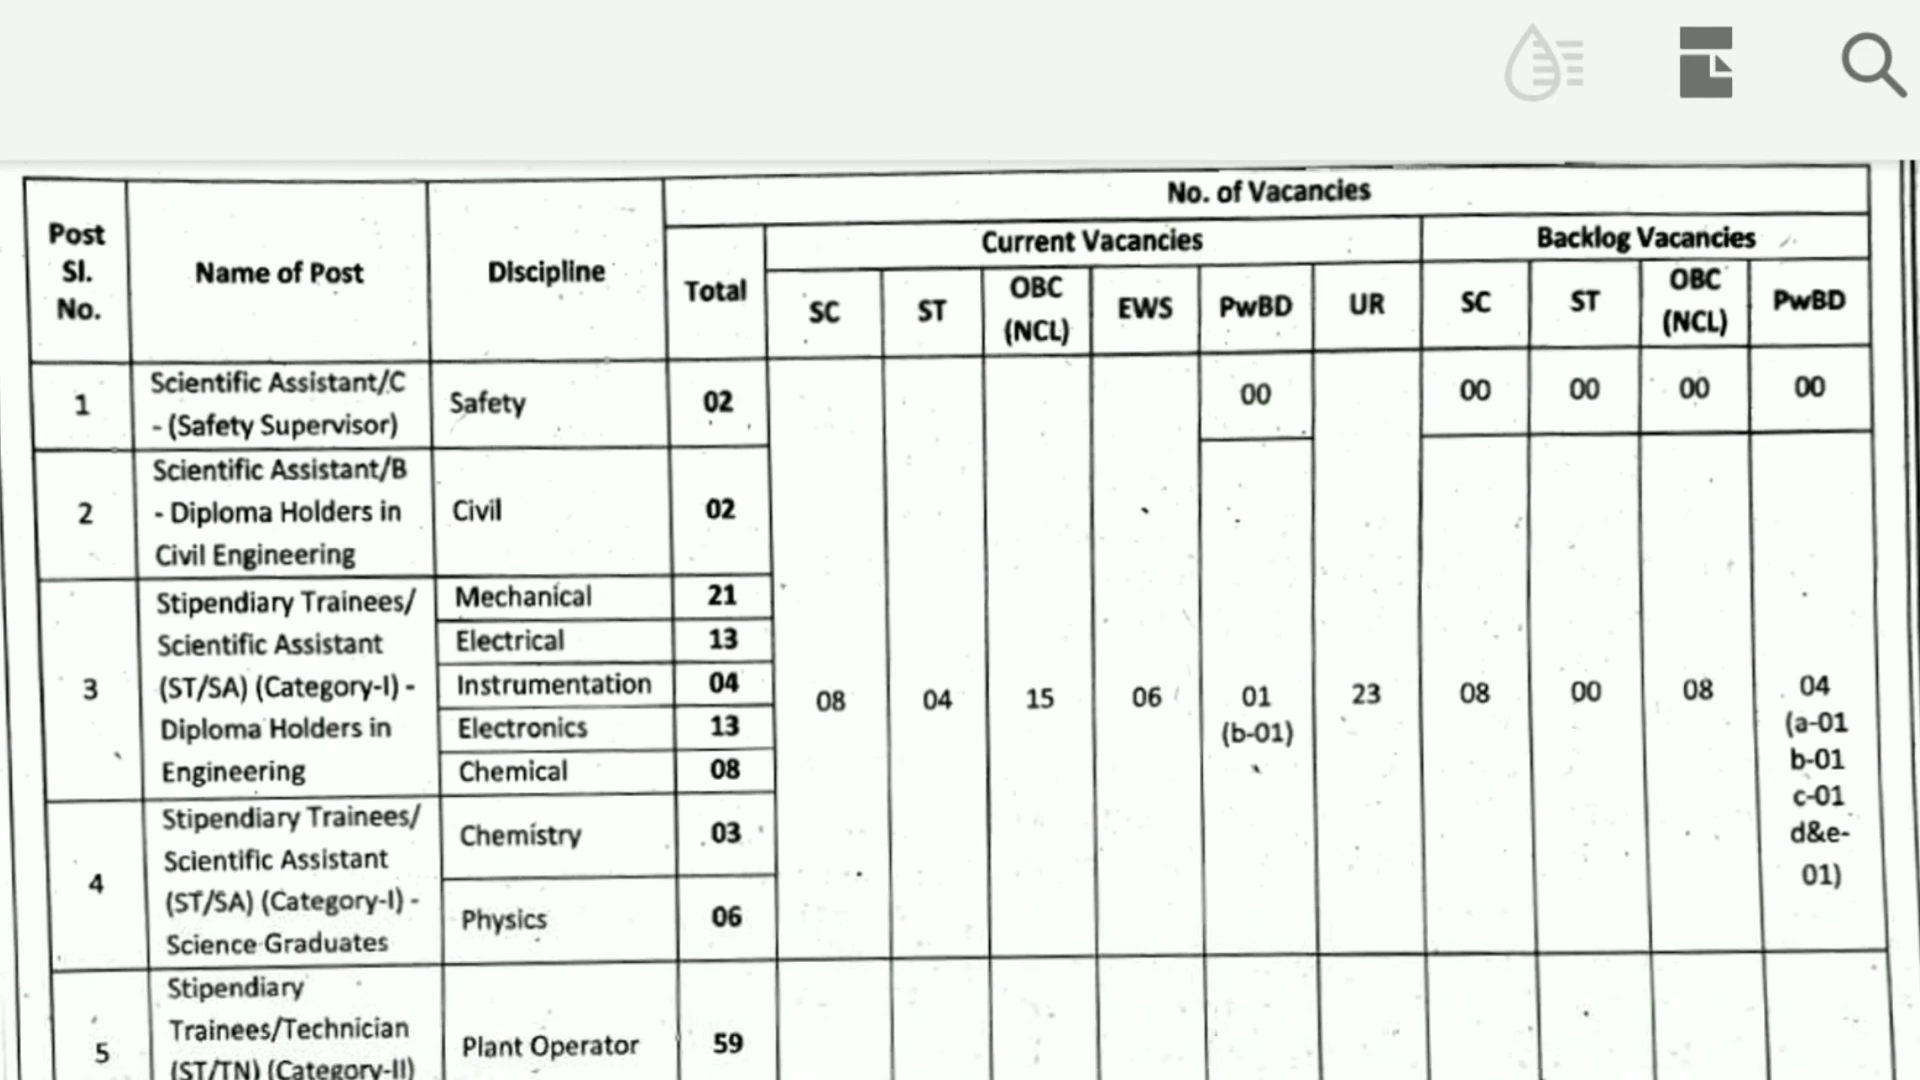 No. of Vacancies
Post
Sl.
No.
Name of Post
Discipline
Total
Current Vacancies
Backlog Vacancies
SC
ST
OBC
(NCL)
EWS
PwBD
UR
SC
ST
OBC
(NCL)
PwBD
1
Scientific Assistant/C
- (Safety Supervisor)
Safety
02
00
00
00
00
00
2
Scientific Assistant/B
- Diploma Holders in
Civil Engineering
Civil
02
3
Stipendiary Trainees/
Scientific Assistant
(ST/SA) (Category-I) -
Diploma Holders in
Engineering
Mechanical
21
Electrical
13
Instrumentation
04
Electronics
13
Chemical
08
08
04
15
06
01
(b-01)
23
08
00
08
04
(a-01
b-01
c-01
d&e-
01)
4
Stipendiary Trainees/
Scientific Assistant
(ST/SA) (Category-I) -
Science Graduates
Chemistry
03
Physics
06
5
Stipendiary
Trainees/Technician
(ST/TN) (Category-II)
Plant Operator
59